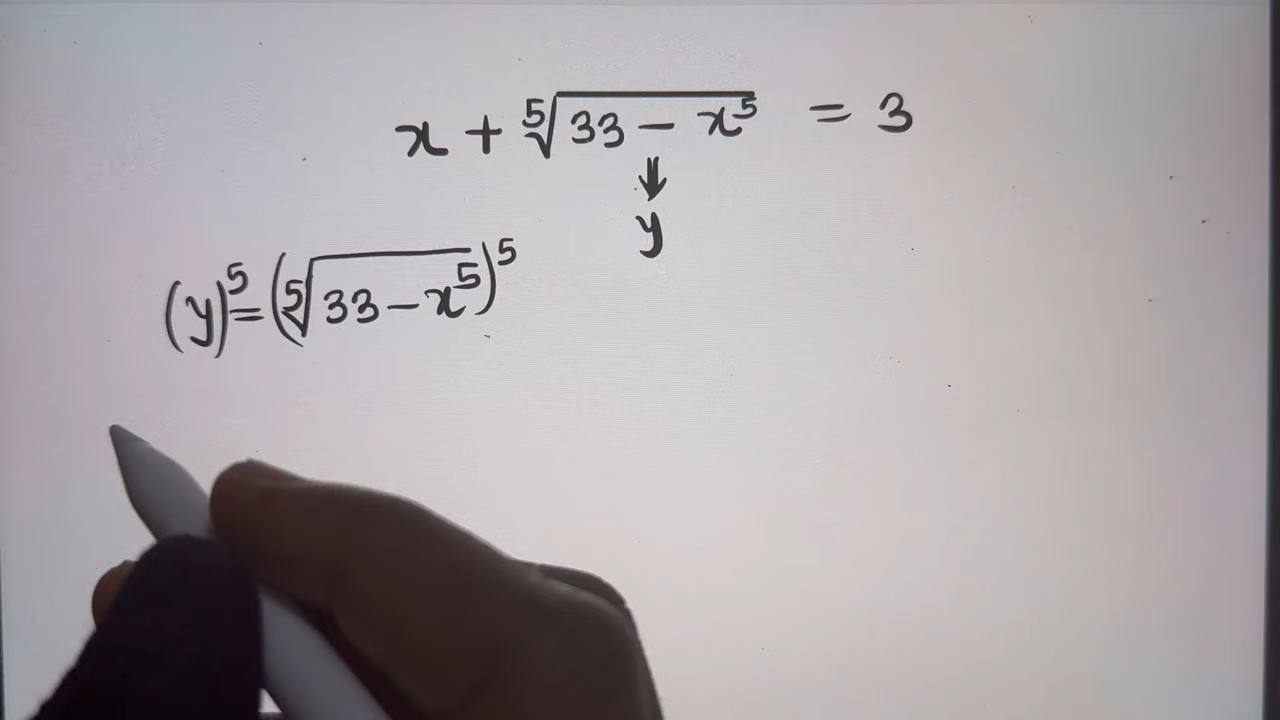 x + ⁵√(33 − x⁵) = 3
↓
y
(y)⁵ = (⁵√(33 − x⁵))⁵